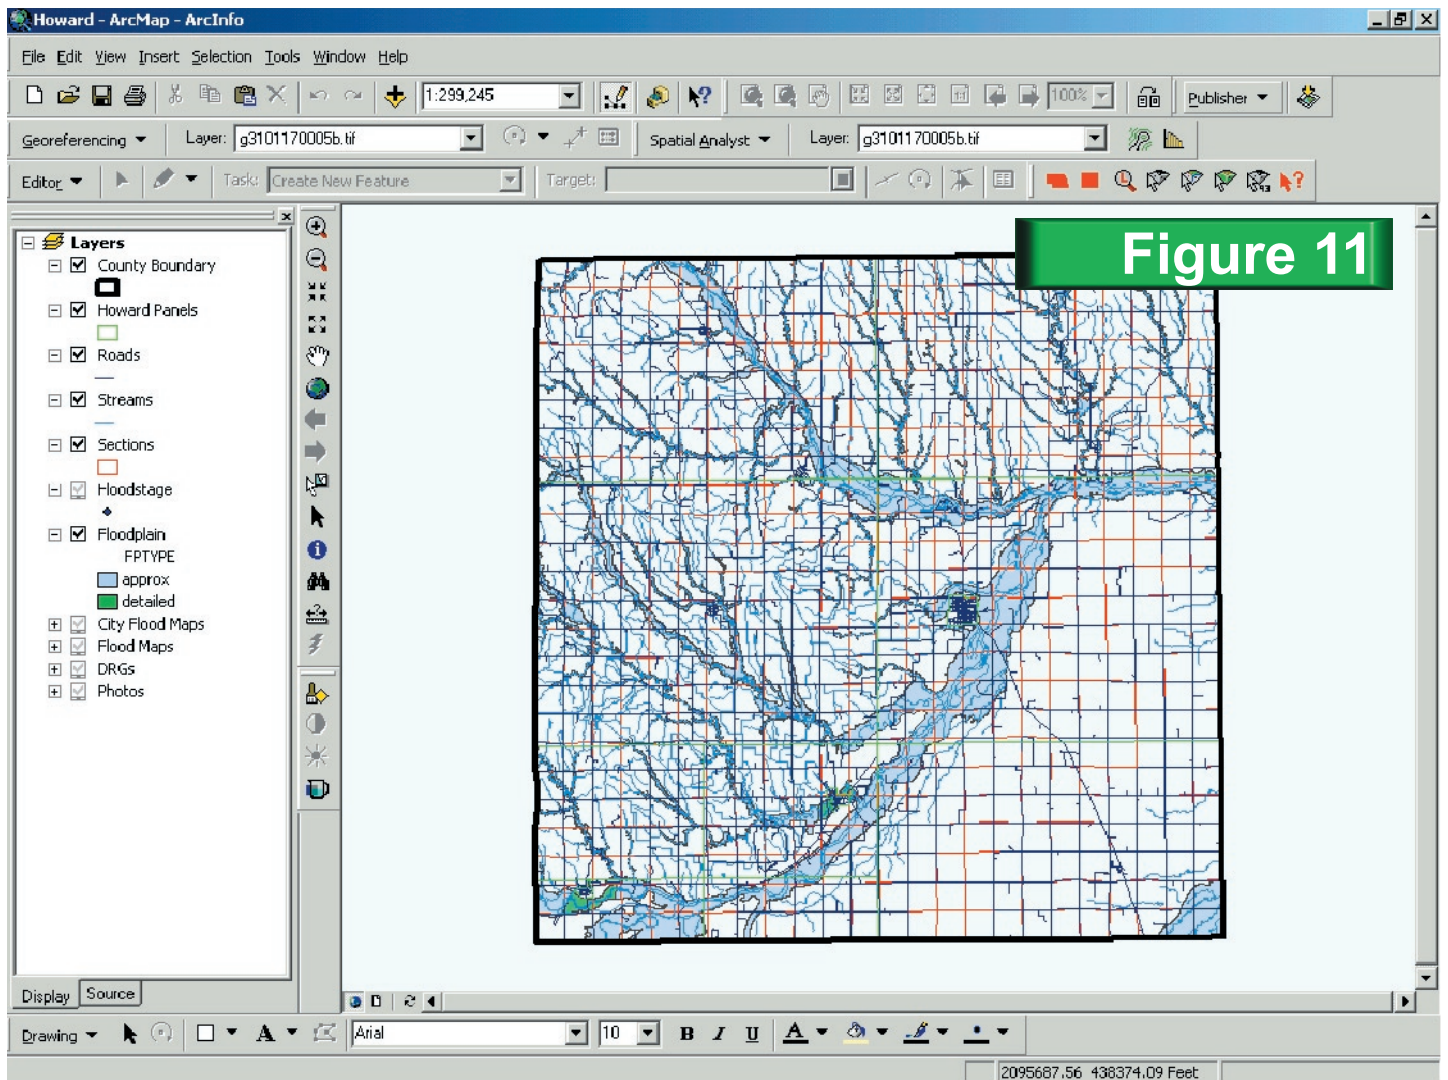 Howard - ArcMap - ArcInfo
File Edit View Insert Selection Tools Window Help
1:299,245 100% Publisher
Georeferencing Layer: g3101170005b.tif Spatial Analyst Layer: g3101170005b.tif
Editor Task: Create New Feature Target:
Figure 11
Layers
County Boundary
Howard Panels
Roads
Streams
Sections
Floodstage
Floodplain
FPTYPE
approx
detailed
City Flood Maps
Flood Maps
DRGs
Photos
Display Source
Drawing A Arial 10 B I U A
2095687.56 438374.09 Feet